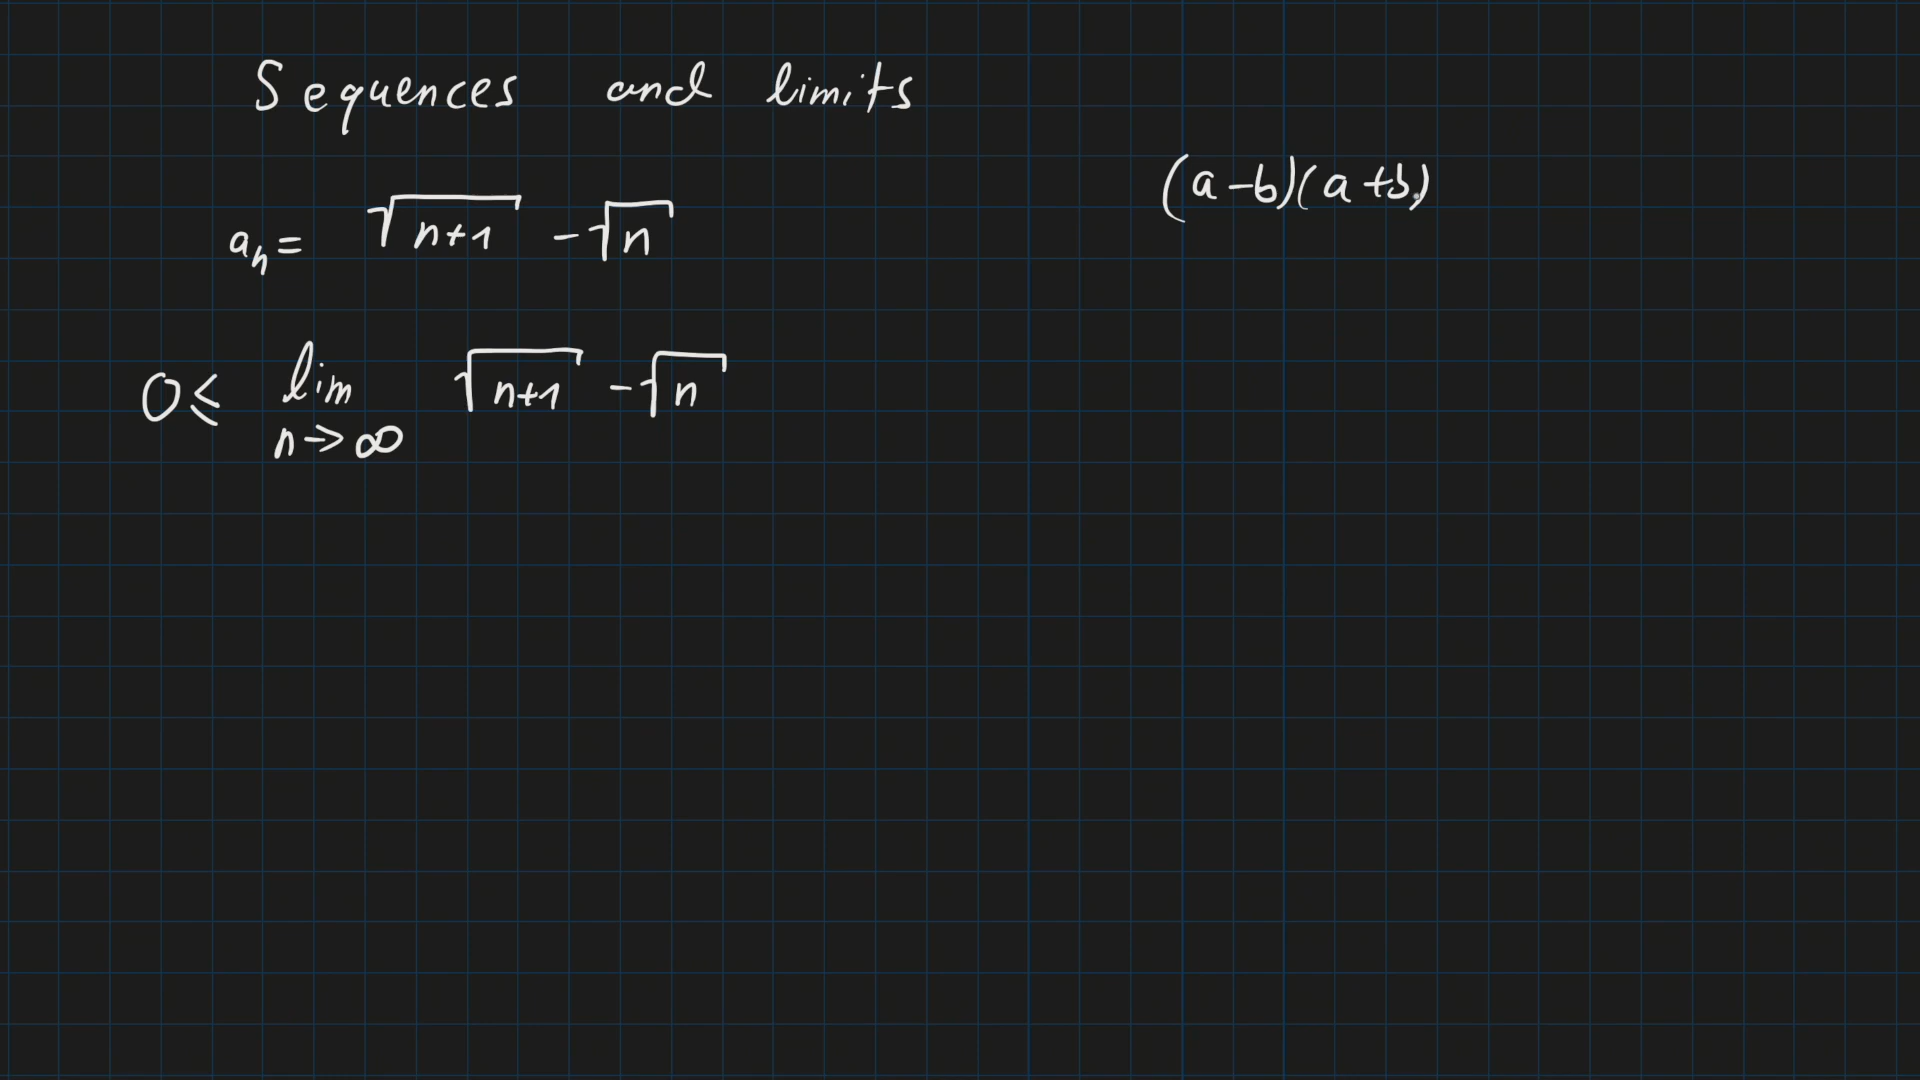 Sequences and limits
(a-b)(a+b)
aₙ = √(n+1) - √n
0 ≤ lim √(n+1) - √n
n→∞